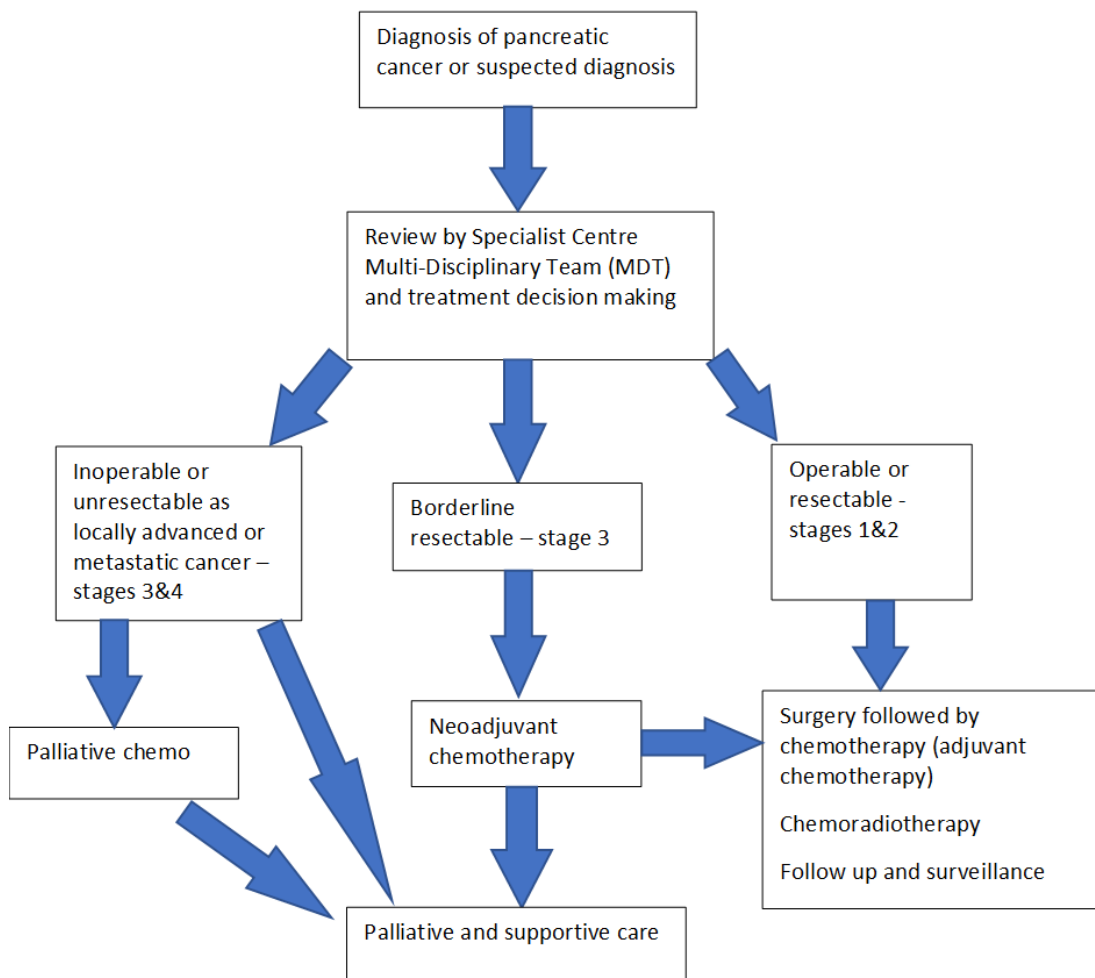 Diagnosis of pancreatic
cancer or suspected diagnosis
Review by Specialist Centre
Multi-Disciplinary Team (MDT)
and treatment decision making
Inoperable or
unresectable as
locally advanced or
metastatic cancer –
stages 3&4
Borderline
resectable – stage 3
Operable or
resectable -
stages 1&2
Palliative chemo
Neoadjuvant
chemotherapy
Surgery followed by
chemotherapy (adjuvant
chemotherapy)
Chemoradiotherapy
Follow up and surveillance
Palliative and supportive care